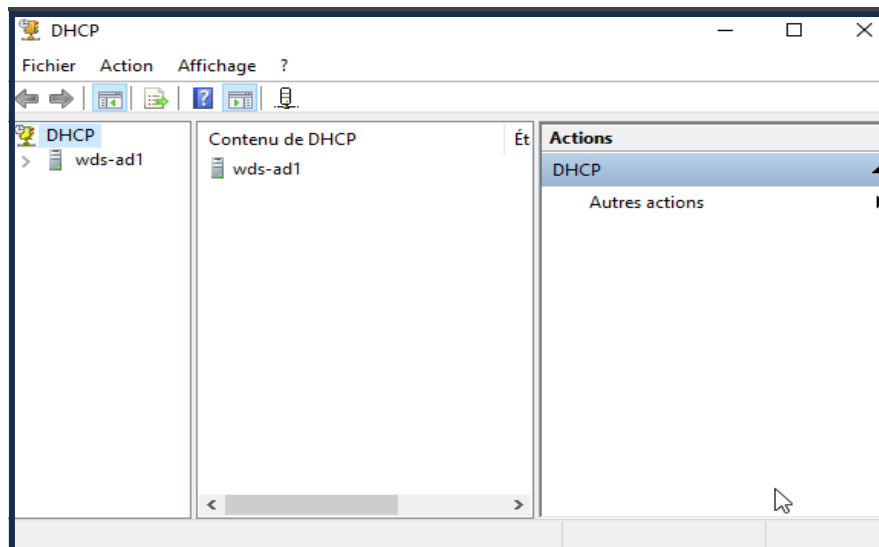 DHCP
Fichier Action Affichage ?
DHCP
wds-ad1
Contenu de DHCP Ét
wds-ad1
Actions
DHCP
Autres actions